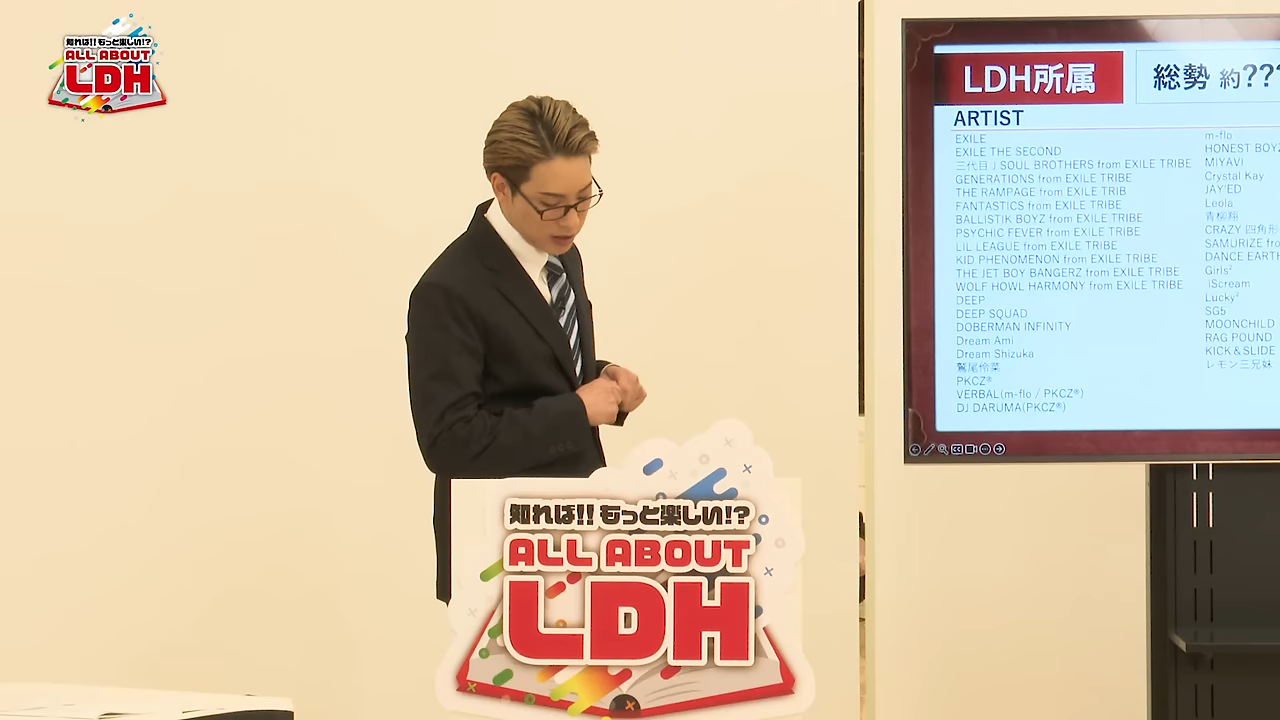 知れば!! もっと楽しい!?
ALL ABOUT
LDH
LDH所属
総勢 約???
ARTIST
EXILE
EXILE THE SECOND
三代目 J SOUL BROTHERS from EXILE TRIBE
GENERATIONS from EXILE TRIBE
THE RAMPAGE from EXILE TRIB
FANTASTICS from EXILE TRIBE
BALLISTIK BOYZ from EXILE TRIBE
PSYCHIC FEVER from EXILE TRIBE
LIL LEAGUE from EXILE TRIBE
KID PHENOMENON from EXILE TRIBE
THE JET BOY BANGERZ from EXILE TRIBE
WOLF HOWL HARMONY from EXILE TRIBE
DEEP
DEEP SQUAD
DOBERMAN INFINITY
Dream Ami
Dream Shizuka
鷲尾伶菜
PKCZ®
VERBAL(m-flo / PKCZ®)
DJ DARUMA(PKCZ®)
m-flo
HONEST BOYZ
MIYAVI
Crystal Kay
JAY'ED
Leola
青柳翔
CRAZY 四角形
SAMURIZE fro
DANCE EARTH
Girls²
iScream
Lucky²
SG5
MOONCHILD
RAG POUND
KICK & SLIDE
レモン三兄妹
知れば!! もっと楽しい!?
ALL ABOUT
LDH